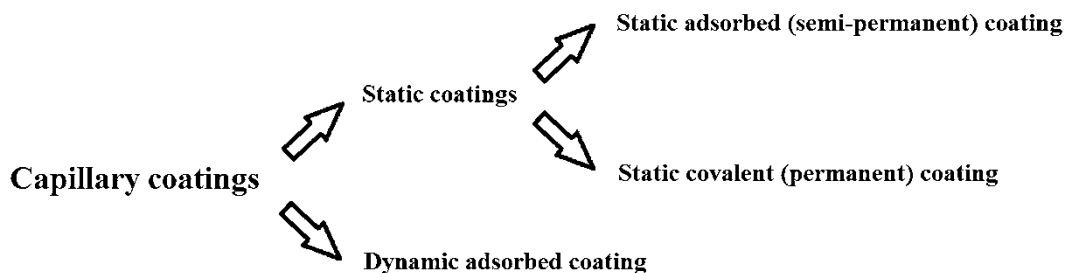 Static adsorbed (semi-permanent) coating
Static coatings
Capillary coatings
Static covalent (permanent) coating
Dynamic adsorbed coating